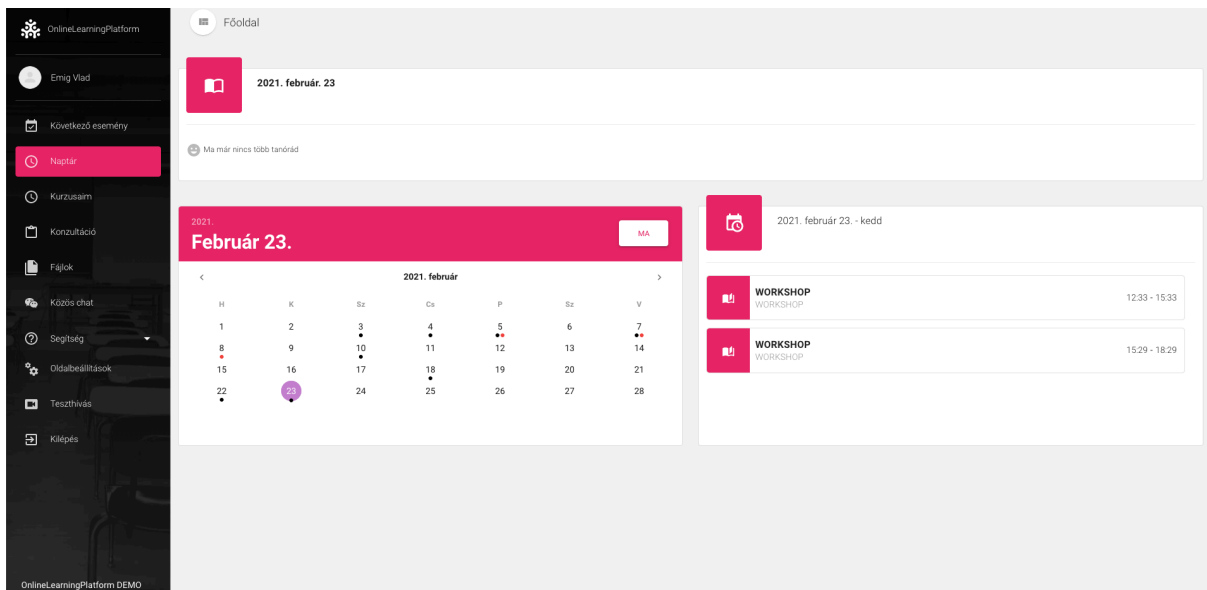 OnlineLearningPlatform
Emig Vlad
Következő esemény
Naptár
Kurzusaim
Konzultáció
Fájlok
Közös chat
Segítség
Oldalbeállítások
Teszthívás
Kilépés
OnlineLearningPlatform DEMO
Főoldal
2021. február. 23
Ma már nincs több tanórád
2021.
Február 23.
MA
2021. február
H K Sz Cs P Sz V
1 2 3 4 5 6 7
8 9 10 11 12 13 14
15 16 17 18 19 20 21
22 23 24 25 26 27 28
2021. február 23. - kedd
WORKSHOP
WORKSHOP
12:33 - 15:33
WORKSHOP
WORKSHOP
15:29 - 18:29